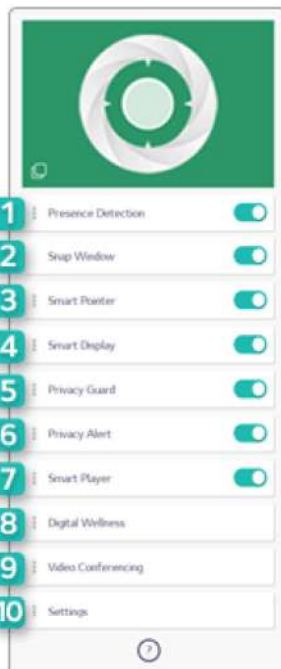 1 Presence Detection
2 Snap Window
3 Smart Pointer
4 Smart Display
5 Privacy Guard
6 Privacy Alert
7 Smart Player
8 Digital Wellness
9 Video Conferencing
10 Settings
?